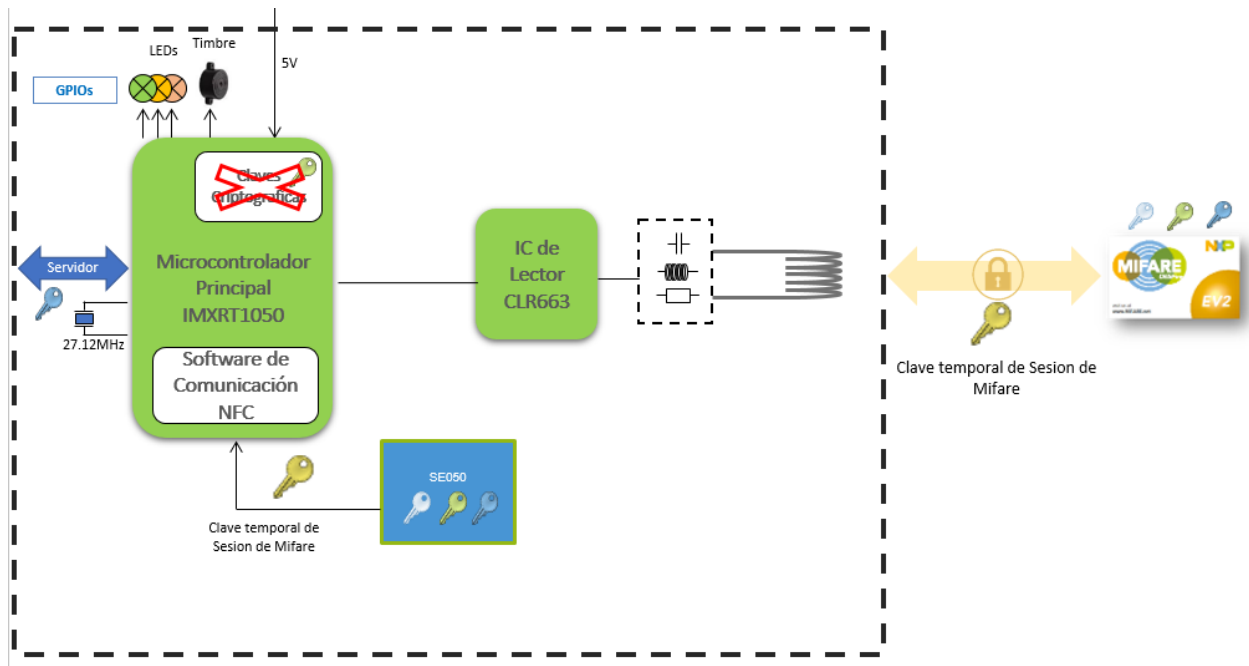 LEDs
Timbre
5V
GPIOs
Claves
Criptograficas
Servidor
Microcontrolador
Principal
IMXRT1050
27.12MHz
Software de
Comunicación
NFC
IC de
Lector
CLR663
SE050
Clave temporal de
Sesion de Mifare
NXP
MIFARE
EV2
Clave temporal de Sesion de
Mifare